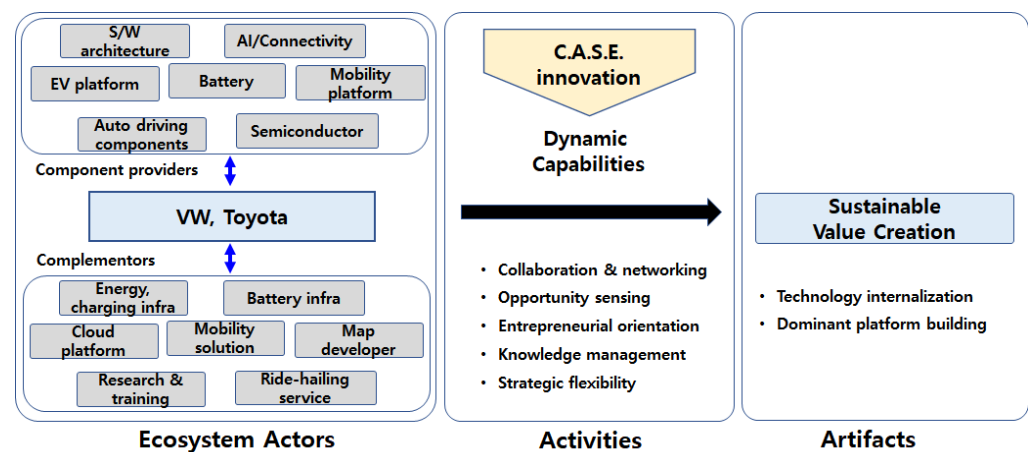 S/W
architecture
AI/Connectivity
EV platform
Battery
Mobility
platform
Auto driving
components
Semiconductor
Component providers
VW, Toyota
Complementors
Energy,
charging infra
Battery infra
Cloud
platform
Mobility
solution
Map
developer
Research &
training
Ride-hailing
service
Ecosystem Actors
C.A.S.E.
innovation
Dynamic
Capabilities
• Collaboration & networking
• Opportunity sensing
• Entrepreneurial orientation
• Knowledge management
• Strategic flexibility
Activities
Sustainable
Value Creation
• Technology internalization
• Dominant platform building
Artifacts